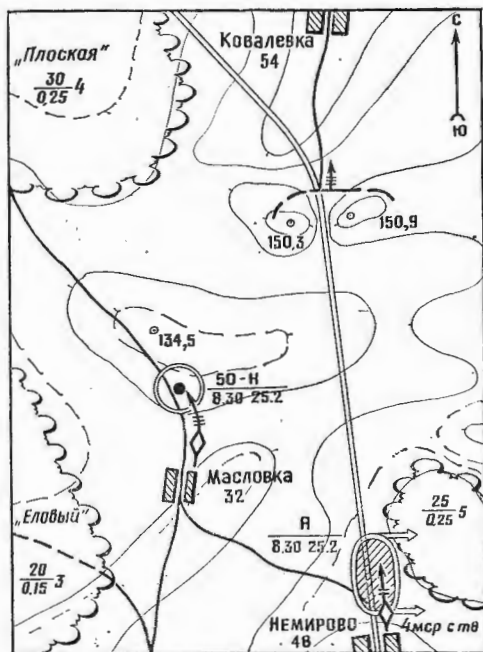 Ковалевка
54
С
Ю
„Плоская"
30
0,25 4
150,3
150,9
134,5
50-Н
8.30 25.2
Масловка
32
„Еловый"
20
0,15 3
Я
8.30 25.2
25
0,25 5
Немирово
48
4мср с тв